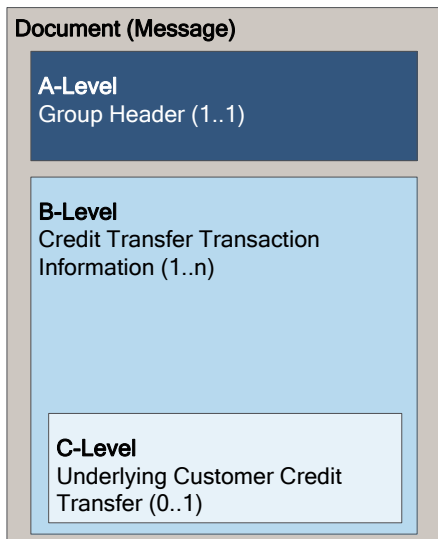 Document (Message)
A-Level
Group Header (1..1)
B-Level
Credit Transfer Transaction
Information (1..n)
C-Level
Underlying Customer Credit
Transfer (0..1)